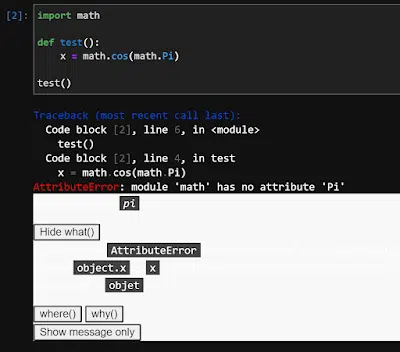 [2]: import math
def test():
x = math.cos(math.Pi)
test()
Traceback (most recent call last):
Code block [2], line 6, in <module>
test()
Code block [2], line 4, in test
x = math.cos(math.Pi)
AttributeError: module 'math' has no attribute 'Pi'
pi
Hide what()
AttributeError
object.x x
objet
where() why()
Show message only